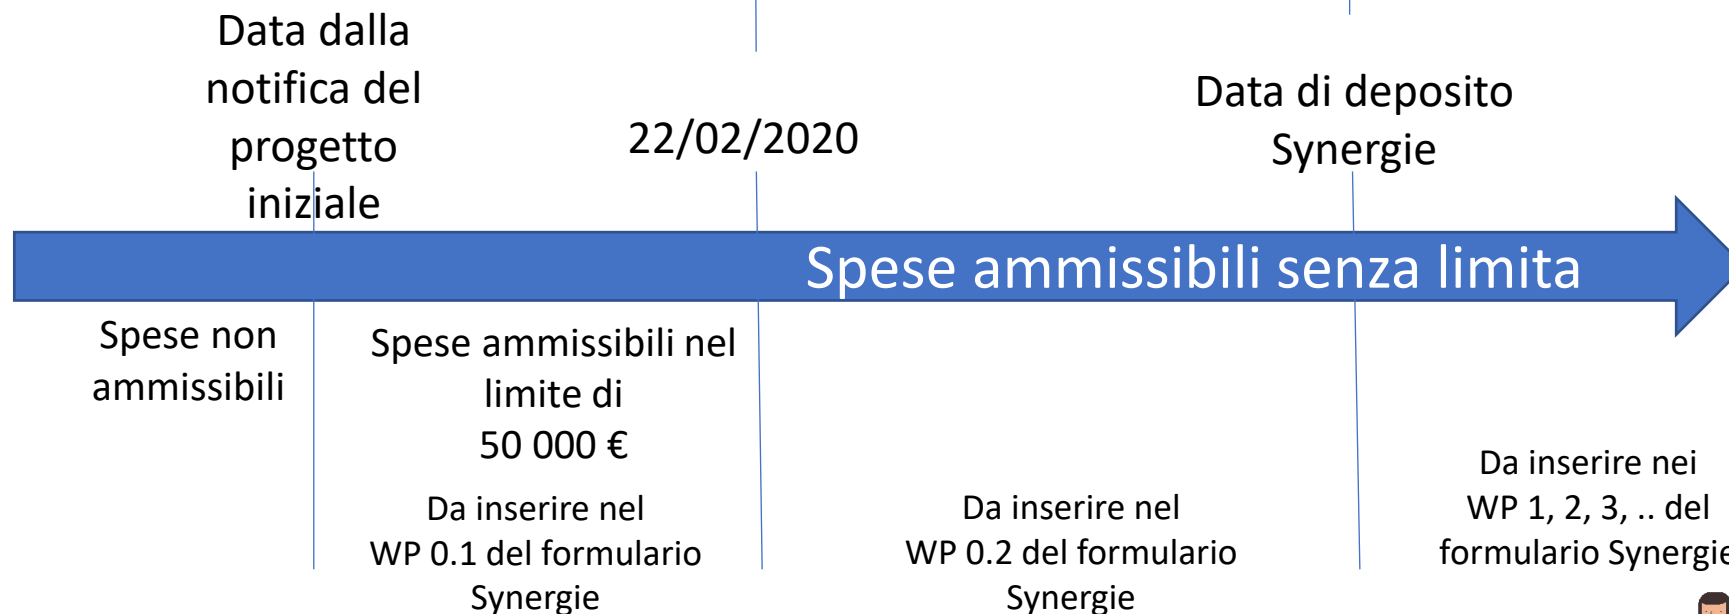 Data dalla
notifica del
progetto
iniziale
22/02/2020
Data di deposito
Synergie
Spese ammissibili senza limita
Spese non
ammissibili
Spese ammissibili nel
limite di
50 000 €
Da inserire nel
WP 0.1 del formulario
Synergie
Da inserire nel
WP 0.2 del formulario
Synergie
Da inserire nei
WP 1, 2, 3, .. del
formulario Synergie